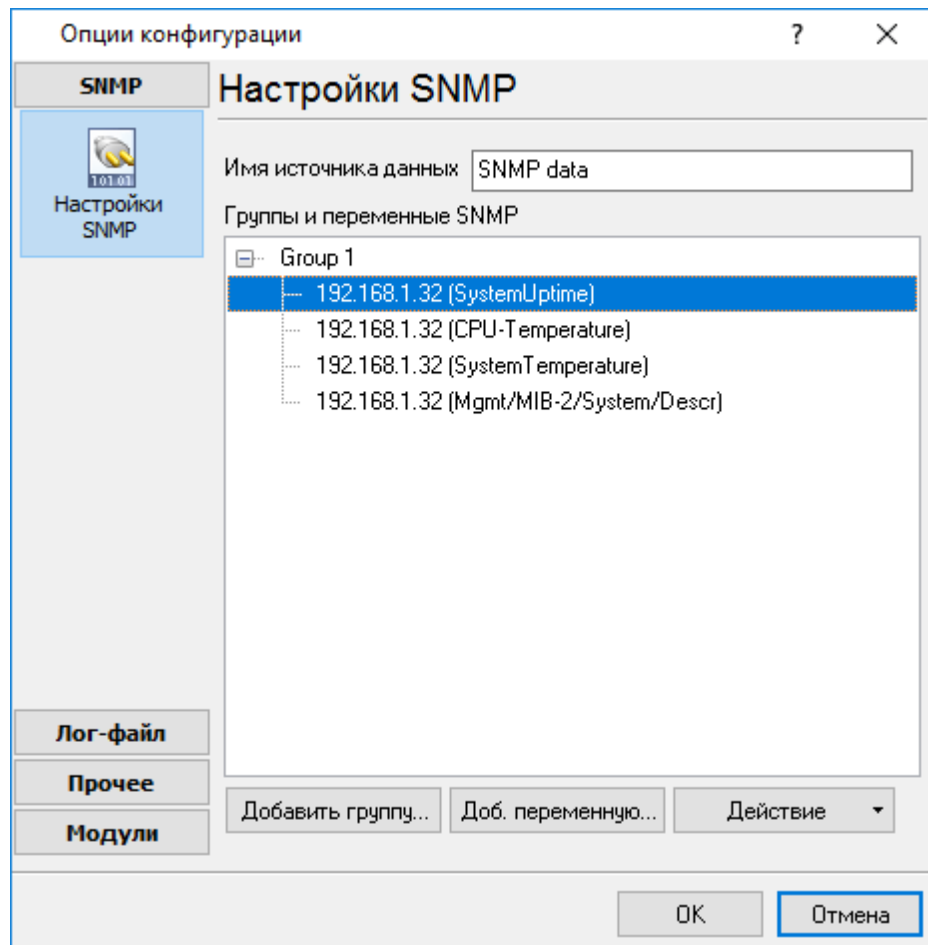 Опции конфигурации
?
SNMP
Настройки SNMP
101.01
Настройки
SNMP
Имя источника данных
SNMP data
Группы и переменные SNMP
Group 1
192.168.1.32 (SystemUptime)
192.168.1.32 (CPU-Temperature)
192.168.1.32 (SystemTemperature)
192.168.1.32 (Mgmt/MIB-2/System/Descr)
Лог-файл
Прочее
Модули
Добавить группу...
Доб. переменную...
Действие
OK
Отмена